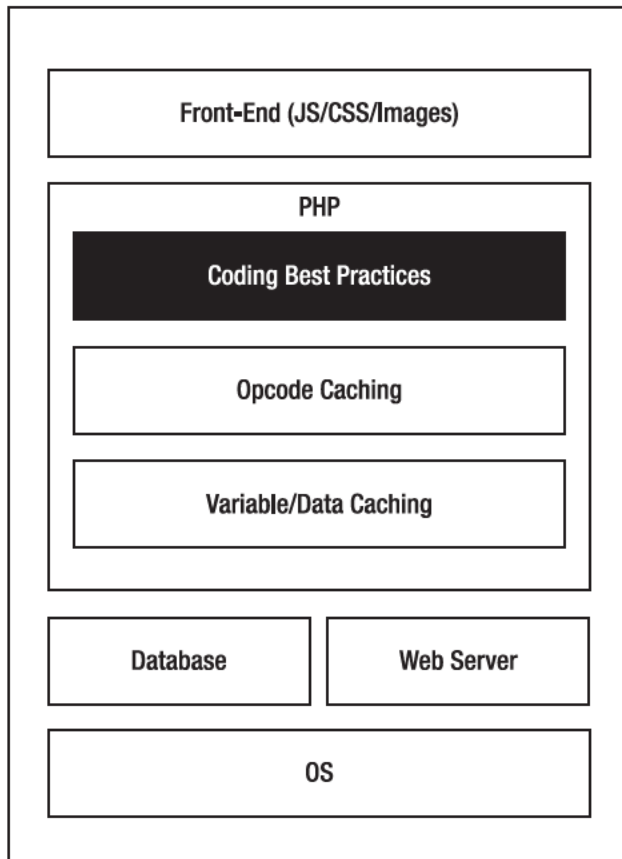 Front-End (JS/CSS/Images)
PHP
Coding Best Practices
Opcode Caching
Variable/Data Caching
Database
Web Server
OS